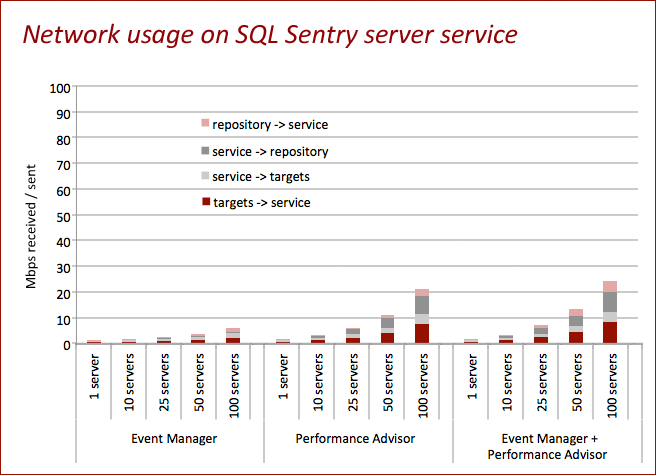 Network usage on SQL Sentry server service
100
90
80
70
60
50
40
30
20
10
0
Mbps received / sent
repository -> service
service -> repository
service -> targets
targets -> service
1 server
10 servers
25 servers
50 servers
100 servers
1 server
10 servers
25 servers
50 servers
100 servers
1 server
10 servers
25 servers
50 servers
100 servers
Event Manager
Performance Advisor
Event Manager +
Performance Advisor